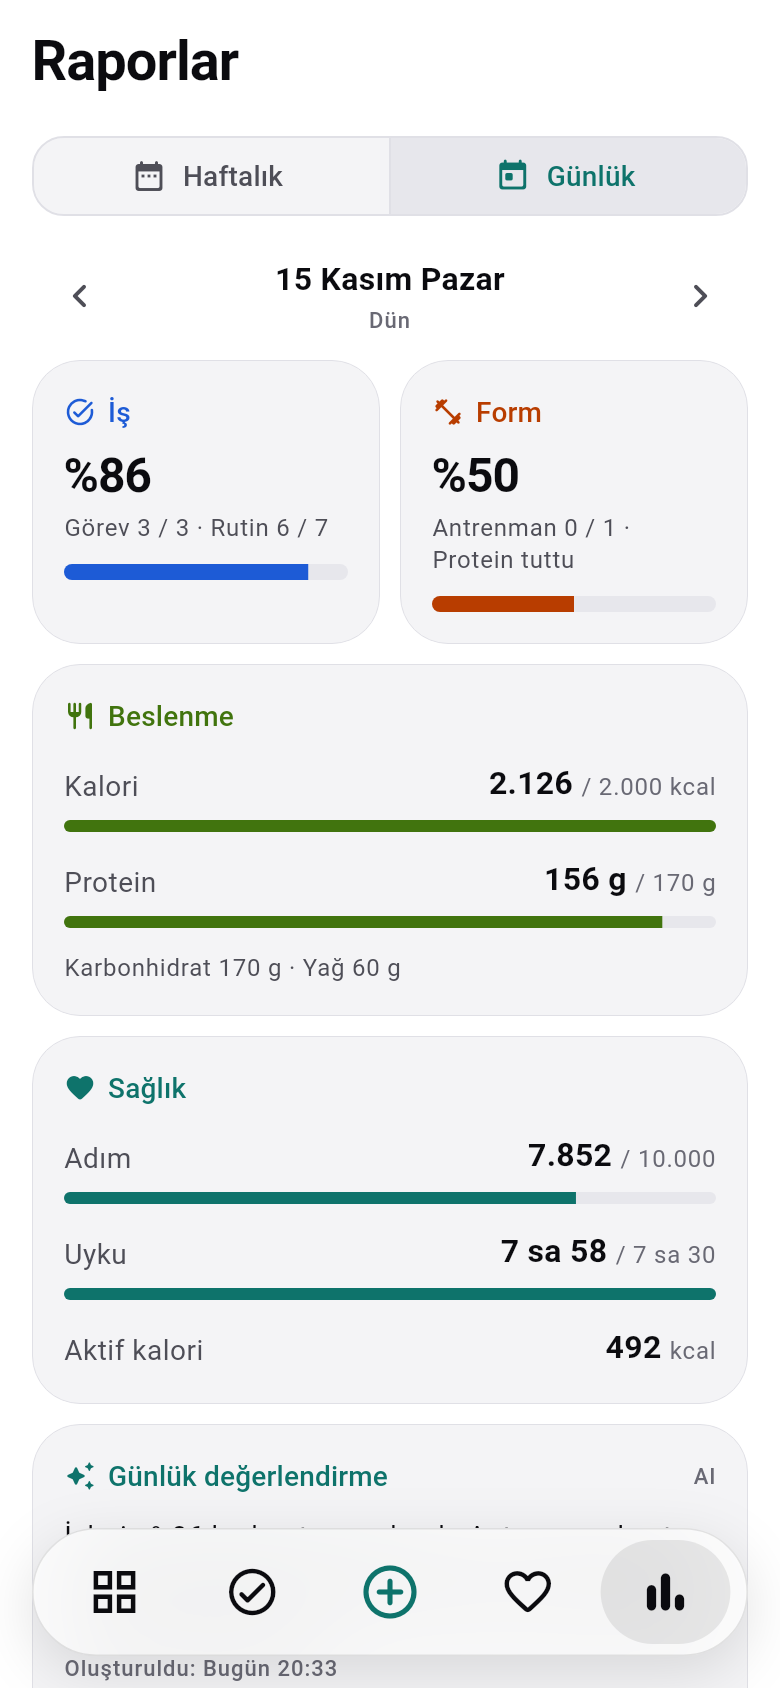 Raporlar
Haftalık
Günlük
15 Kasım Pazar
Dün
İş
%86
Görev 3 / 3 · Rutin 6 / 7
Form
%50
Antrenman 0 / 1 ·
Protein tuttu
Beslenme
Kalori 2.126 / 2.000 kcal
Protein 156 g / 170 g
Karbonhidrat 170 g · Yağ 60 g
Sağlık
Adım 7.852 / 10.000
Uyku 7 sa 58 / 7 sa 30
Aktif kalori 492 kcal
Günlük değerlendirme AI
Oluşturuldu: Bugün 20:33